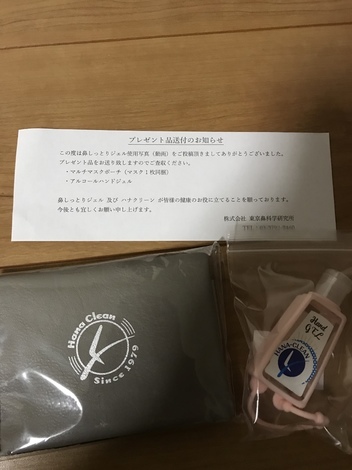 プレゼント品送付のお知らせ
この度は鼻しっとりジェル使用写真（動画）をご投稿頂きましてありがとうございました。
プレゼント品をお送り致しますのでご査収ください。
・マルチマスクポーチ（マスク1枚同梱）
・アルコールハンドジェル
鼻しっとりジェル 及び ハナクリーン が皆様の健康のお役に立てることを願っております。
今後とも宜しくお願い申し上げます。
株式会社 東京鼻科学研究所
TEL
Hana Clean
Since 1979
Hand
GEL
HANA-CLEAN